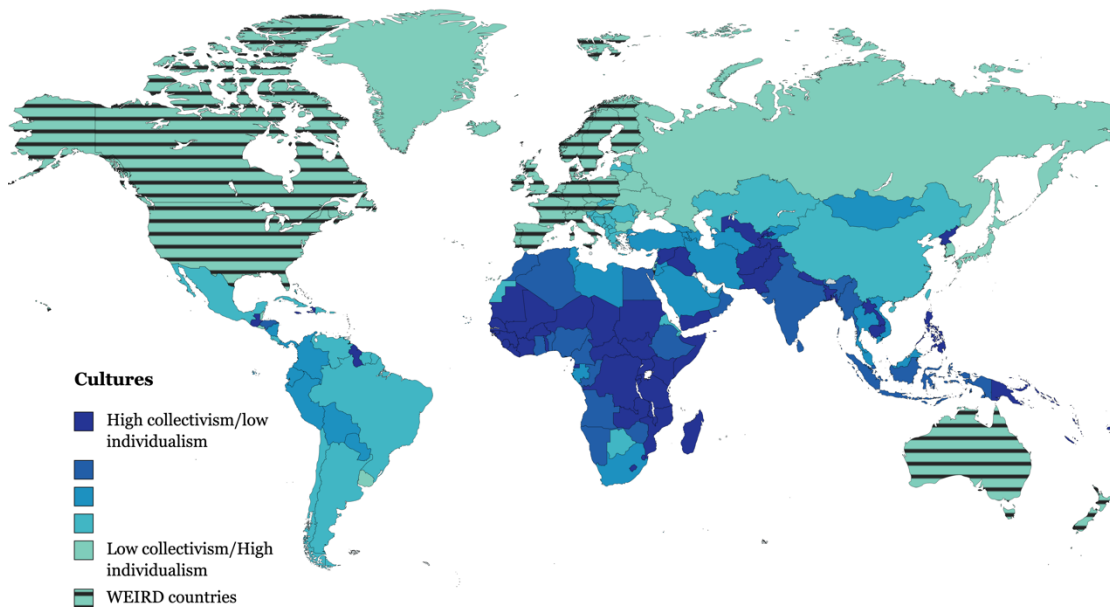 Cultures
High collectivism/low
individualism
Low collectivism/High
individualism
WEIRD countries